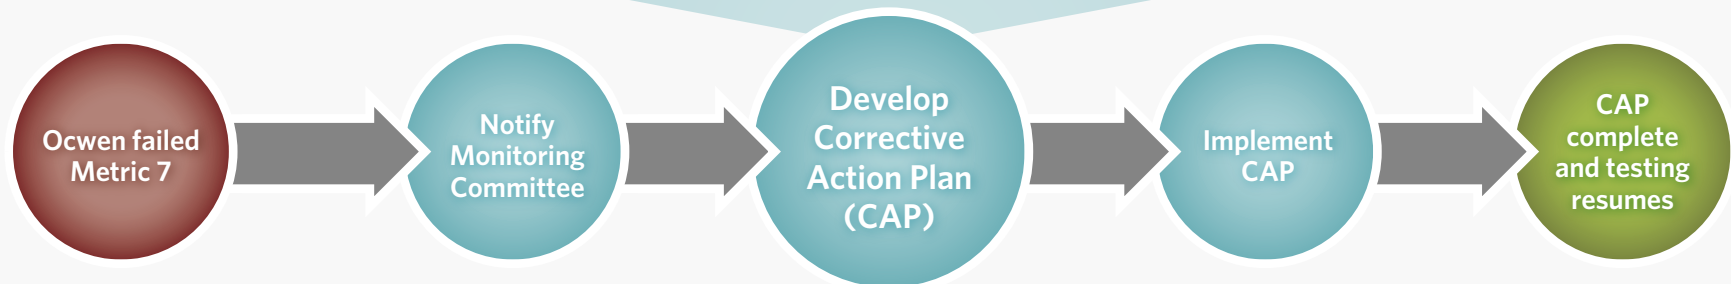 Ocwen failed
Metric 7
Notify
Monitoring
Committee
Develop
Corrective
Action Plan
(CAP)
Implement
CAP
CAP
complete
and testing
resumes